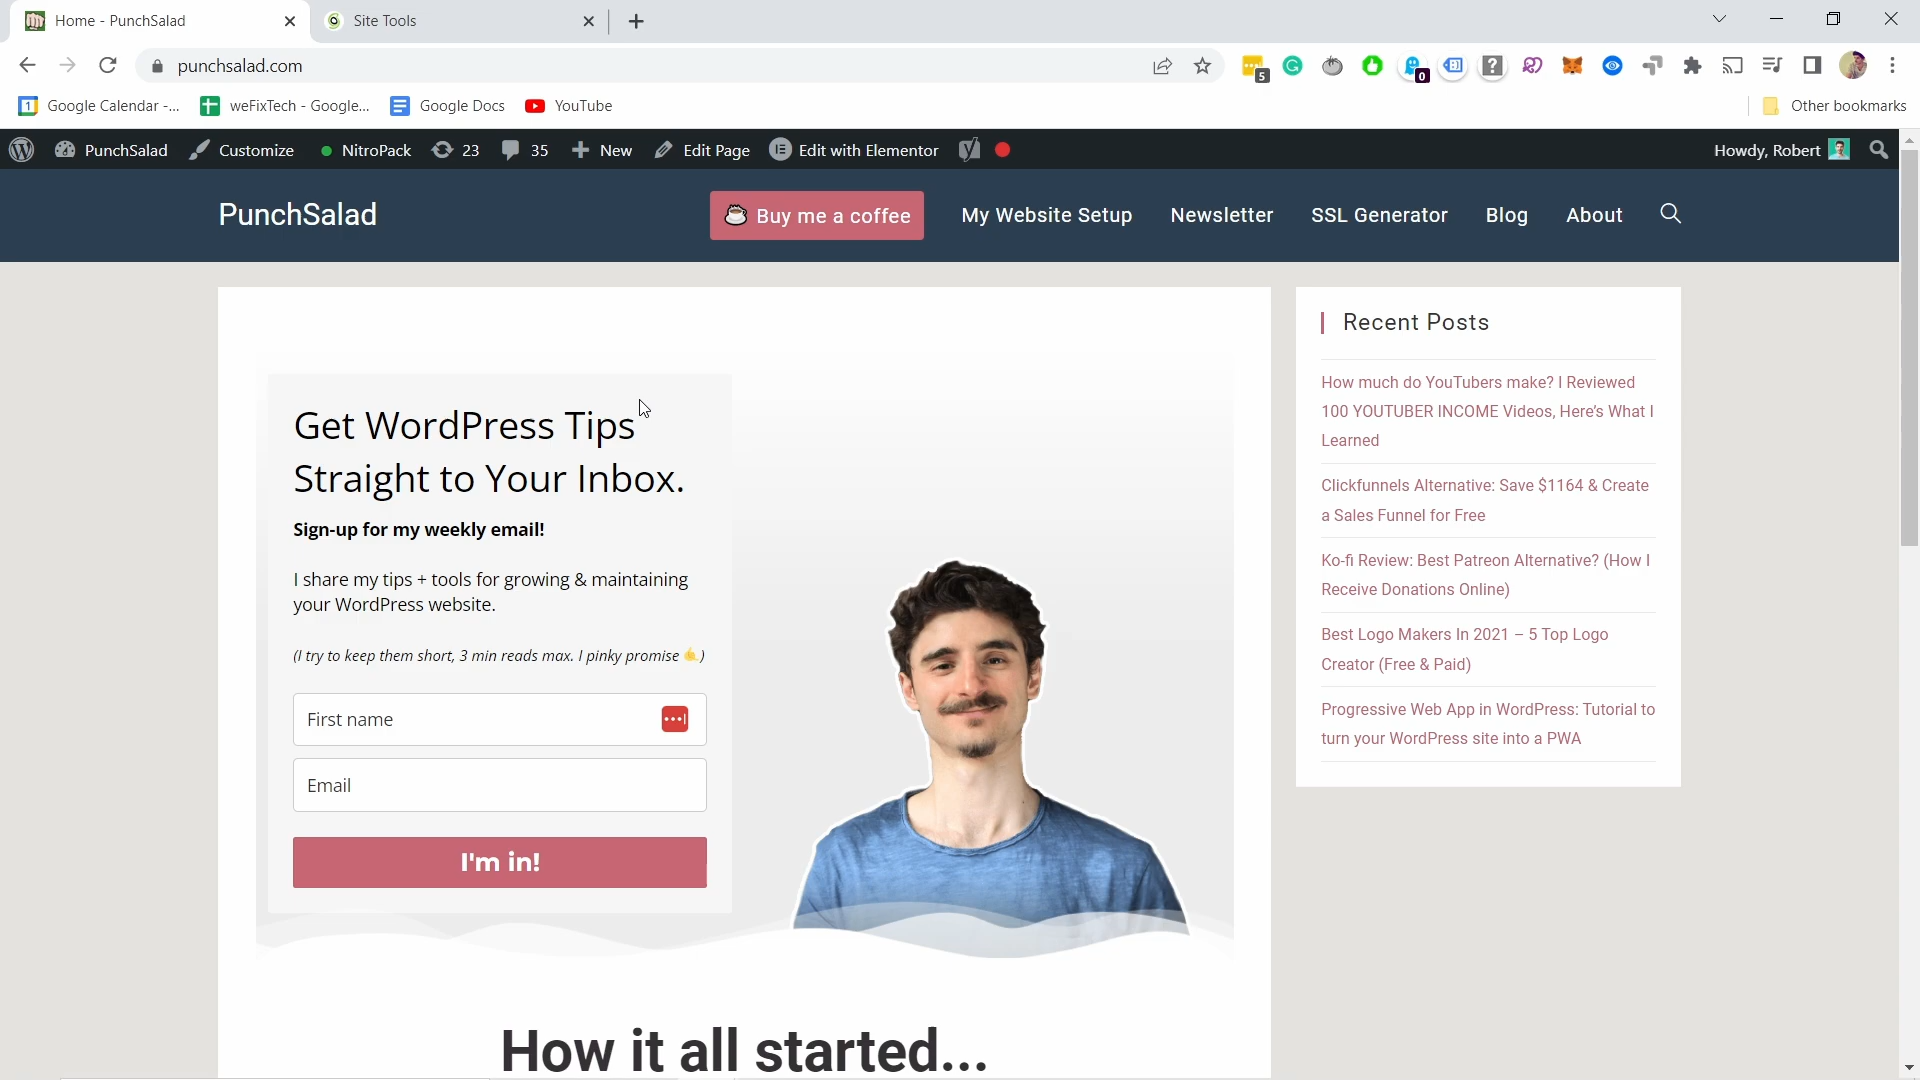 Home - PunchSalad
Site Tools
punchsalad.com
5
0
1 Google Calendar -...
weFixTech - Google...
Google Docs
YouTube
Other bookmarks
PunchSalad
Customize
NitroPack
23
35
New
Edit Page
Edit with Elementor
Howdy, Robert
PunchSalad
Buy me a coffee
My Website Setup
Newsletter
SSL Generator
Blog
About
Get WordPress Tips
Straight to Your Inbox.
Sign-up for my weekly email!
I share my tips + tools for growing & maintaining
your WordPress website.
(I try to keep them short, 3 min reads max. I pinky promise 🤙)
First name
Email
I'm in!
How it all started...
Recent Posts
How much do YouTubers make? I Reviewed
100 YOUTUBER INCOME Videos, Here's What I
Learned
Clickfunnels Alternative: Save $1164 & Create
a Sales Funnel for Free
Ko-fi Review: Best Patreon Alternative? (How I
Receive Donations Online)
Best Logo Makers In 2021 – 5 Top Logo
Creator (Free & Paid)
Progressive Web App in WordPress: Tutorial to
turn your WordPress site into a PWA